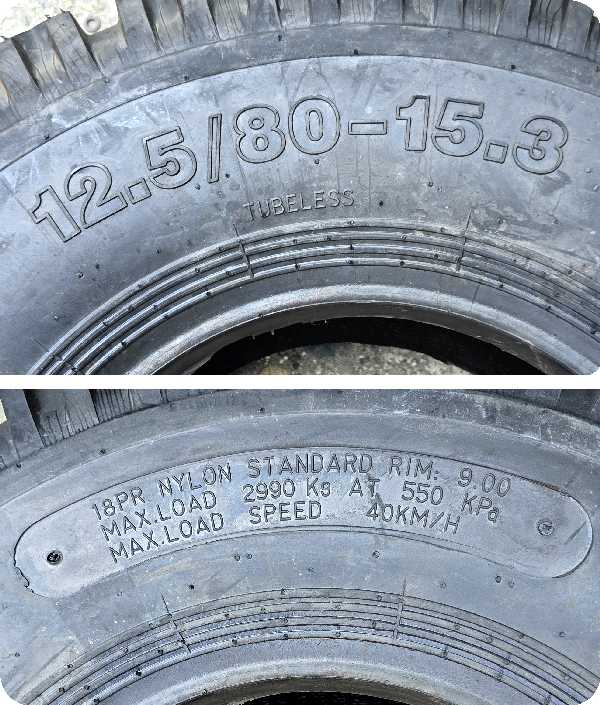 12.5/80-15.3
TUBELESS
18PR NYLON STANDARD RIM: 9.00
MAX.LOAD 2990 Kg AT 550 KPa
MAX.LOAD SPEED 40KM/H